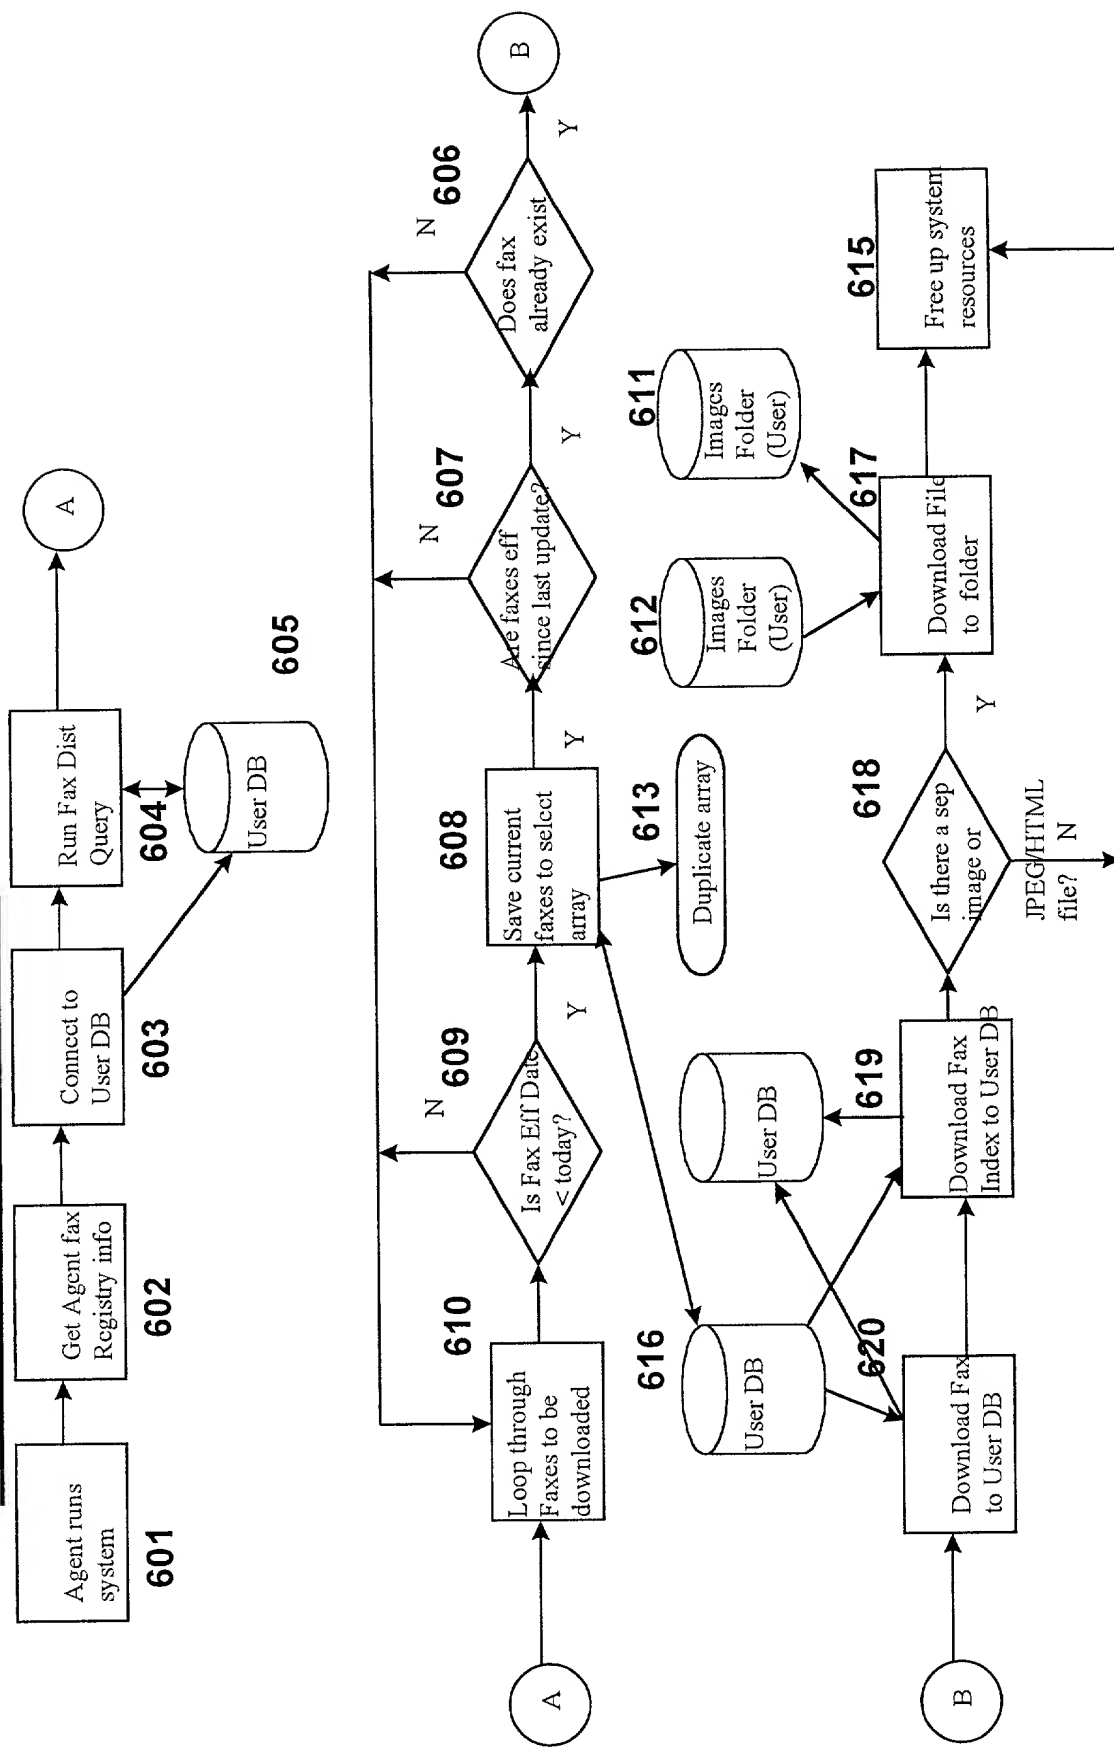 Agent runs
system
601
Get Agent fax
Registry info
602
Connect to
User DB
603
Run Fax Dist
Query
604
User DB
605
A
A
Loop through
Faxes to be
downloaded
610
Is Fax Eff Date
< today?
609
N
Y
Save current
faxes to select
array
608
Duplicate array
613
Y
Are faxes eff
since last update?
607
N
Y
Does fax
already exist
606
N
Y
B
B
Download Fax
to User DB
620
User DB
616
Download Fax
Index to User DB
619
User DB
Is there a sep
image or
JPEG/HTML
file?
618
N
Y
Download File
to folder
617
Images
Folder
(User)
612
Images
Folder
(User)
611
Free up system
resources
615